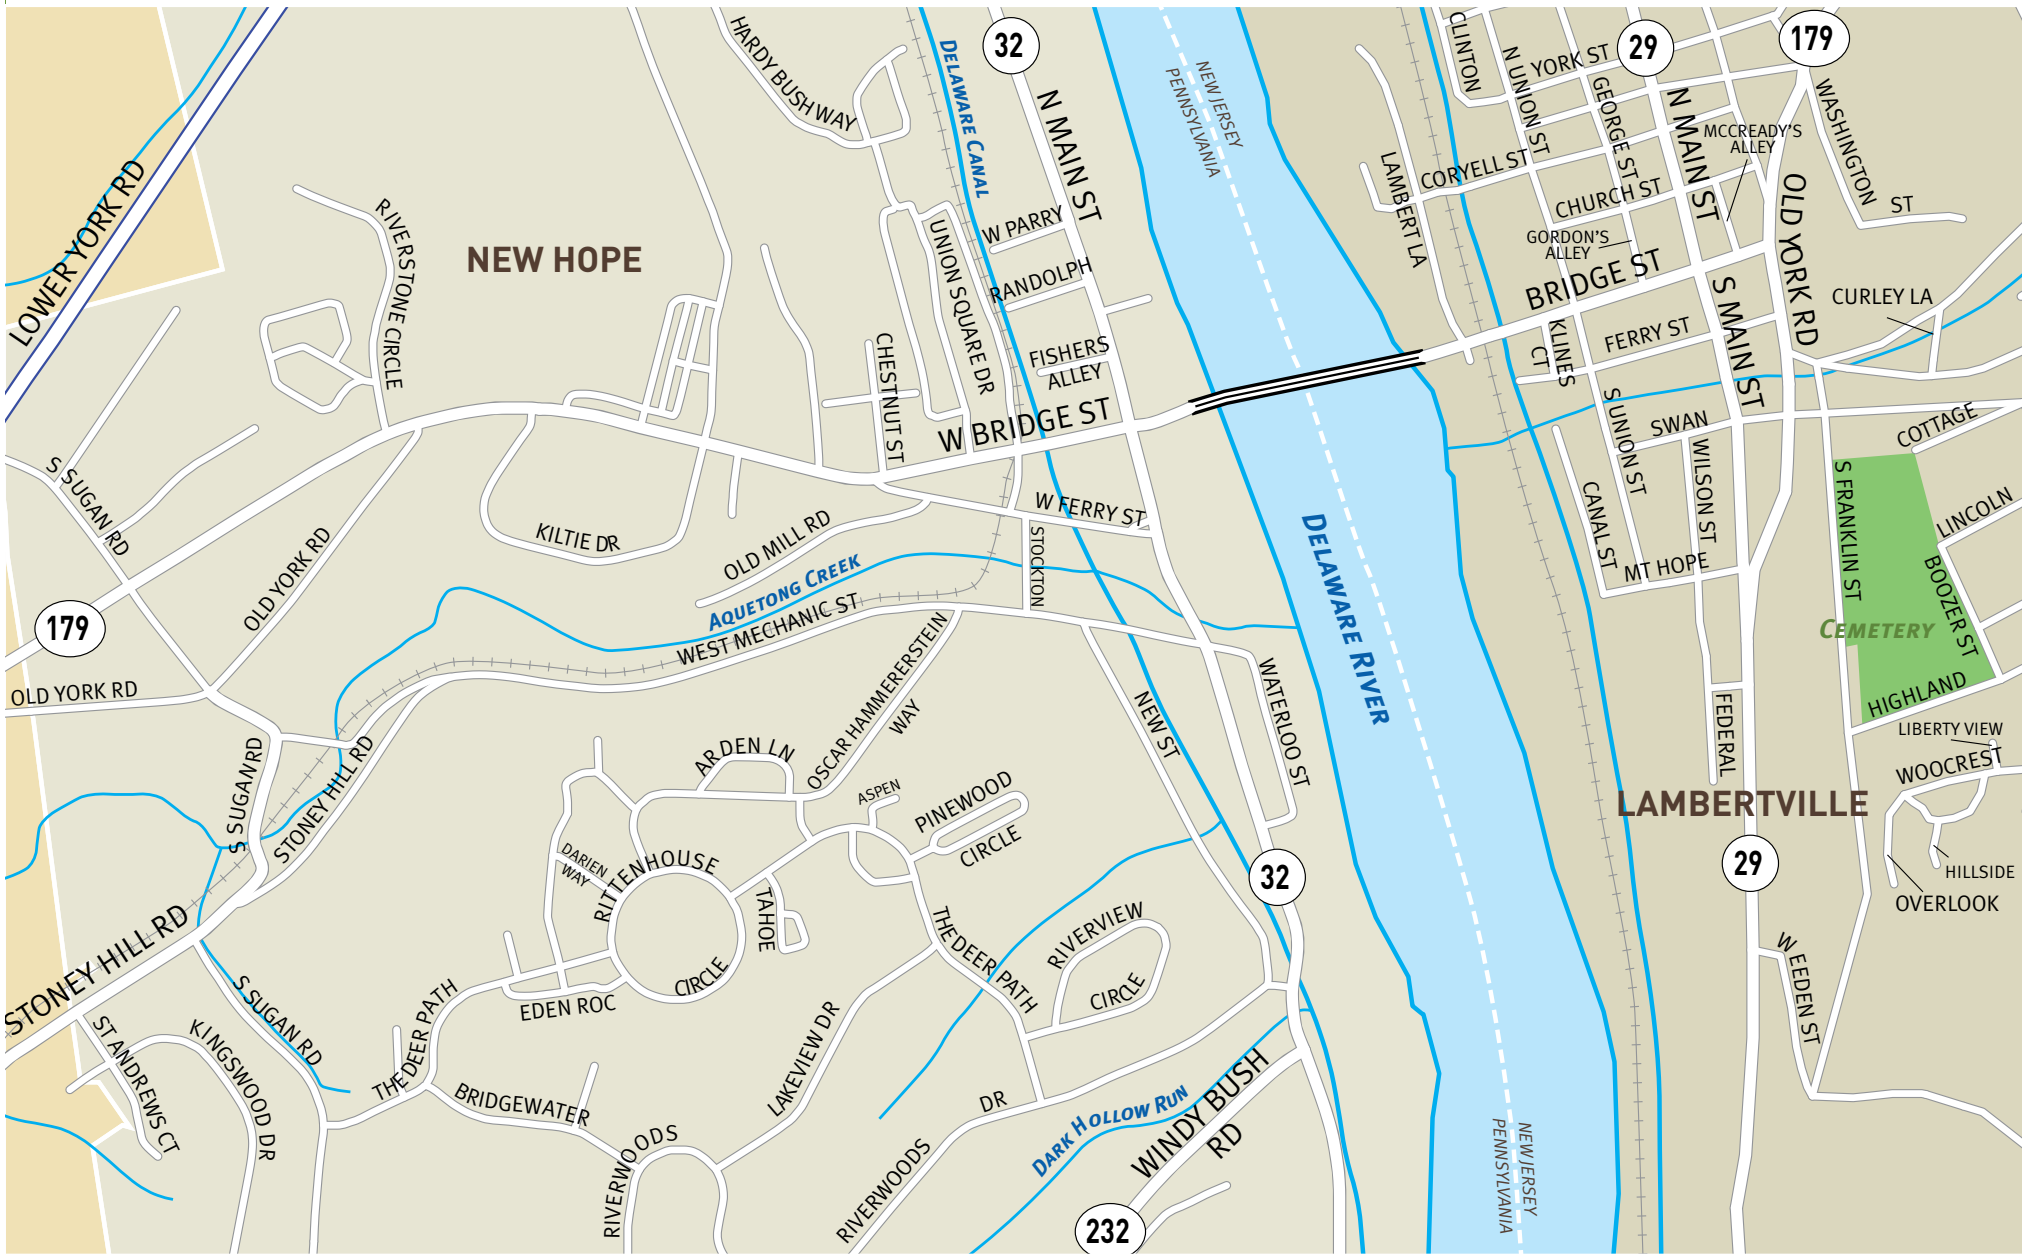 32
29
179
HARDY BUSH WAY
DELAWARE CANAL
N MAIN ST
NEW JERSEY
PENNSYLVANIA
CLINTON
N UNION ST
YORK ST
GEORGE ST
N MAIN ST
MCCREADY'S
ALLEY
WASHINGTON
ST
LAMBERT LA
CORYELL ST
CHURCH ST
GORDON'S
ALLEY
BRIDGE ST
OLD YORK RD
CURLEY LA
LOWER YORK RD
RIVERSTONE CIRCLE
NEW HOPE
UNION SQUARE DR
W PARRY
RANDOLPH
FISHERS
ALLEY
CHESTNUT ST
W BRIDGE ST
KLINES
CT
FERRY ST
S MAIN ST
S UNION ST
SWAN
WILSON ST
COTTAGE
S SUGAN RD
OLD YORK RD
KILTIE DR
OLD MILL RD
W FERRY ST
STOCKTON
AQUETONG CREEK
WEST MECHANIC ST
DELAWARE RIVER
CANAL ST
MT HOPE
S FRANKLIN ST
LINCOLN
BOOZER ST
CEMETERY
HIGHLAND
179
OLD YORK RD
S SUGAN RD
STONEY HILL RD
OSCAR HAMMERERSTEIN
WAY
NEW ST
WATERLOO ST
FEDERAL
LIBERTY VIEW
WOOCREST
LAMBERTVILLE
ARDEN LN
ASPEN
PINEWOOD
CIRCLE
DARIEN
WAY
RITTENHOUSE
CIRCLE
TAHOE
32
29
HILLSIDE
OVERLOOK
STONEY HILL RD
S SUGAN RD
THE DEER PATH
EDEN ROC
THE DEER PATH
RIVERVIEW
CIRCLE
W EEDEN ST
ST ANDREWS CT
KINGSWOOD DR
BRIDGEWATER
LAKEVIEW DR
RIVERWOODS
RIVERWOODS
DR
DARK HOLLOW RUN
WINDY BUSH
RD
232
NEW JERSEY
PENNSYLVANIA